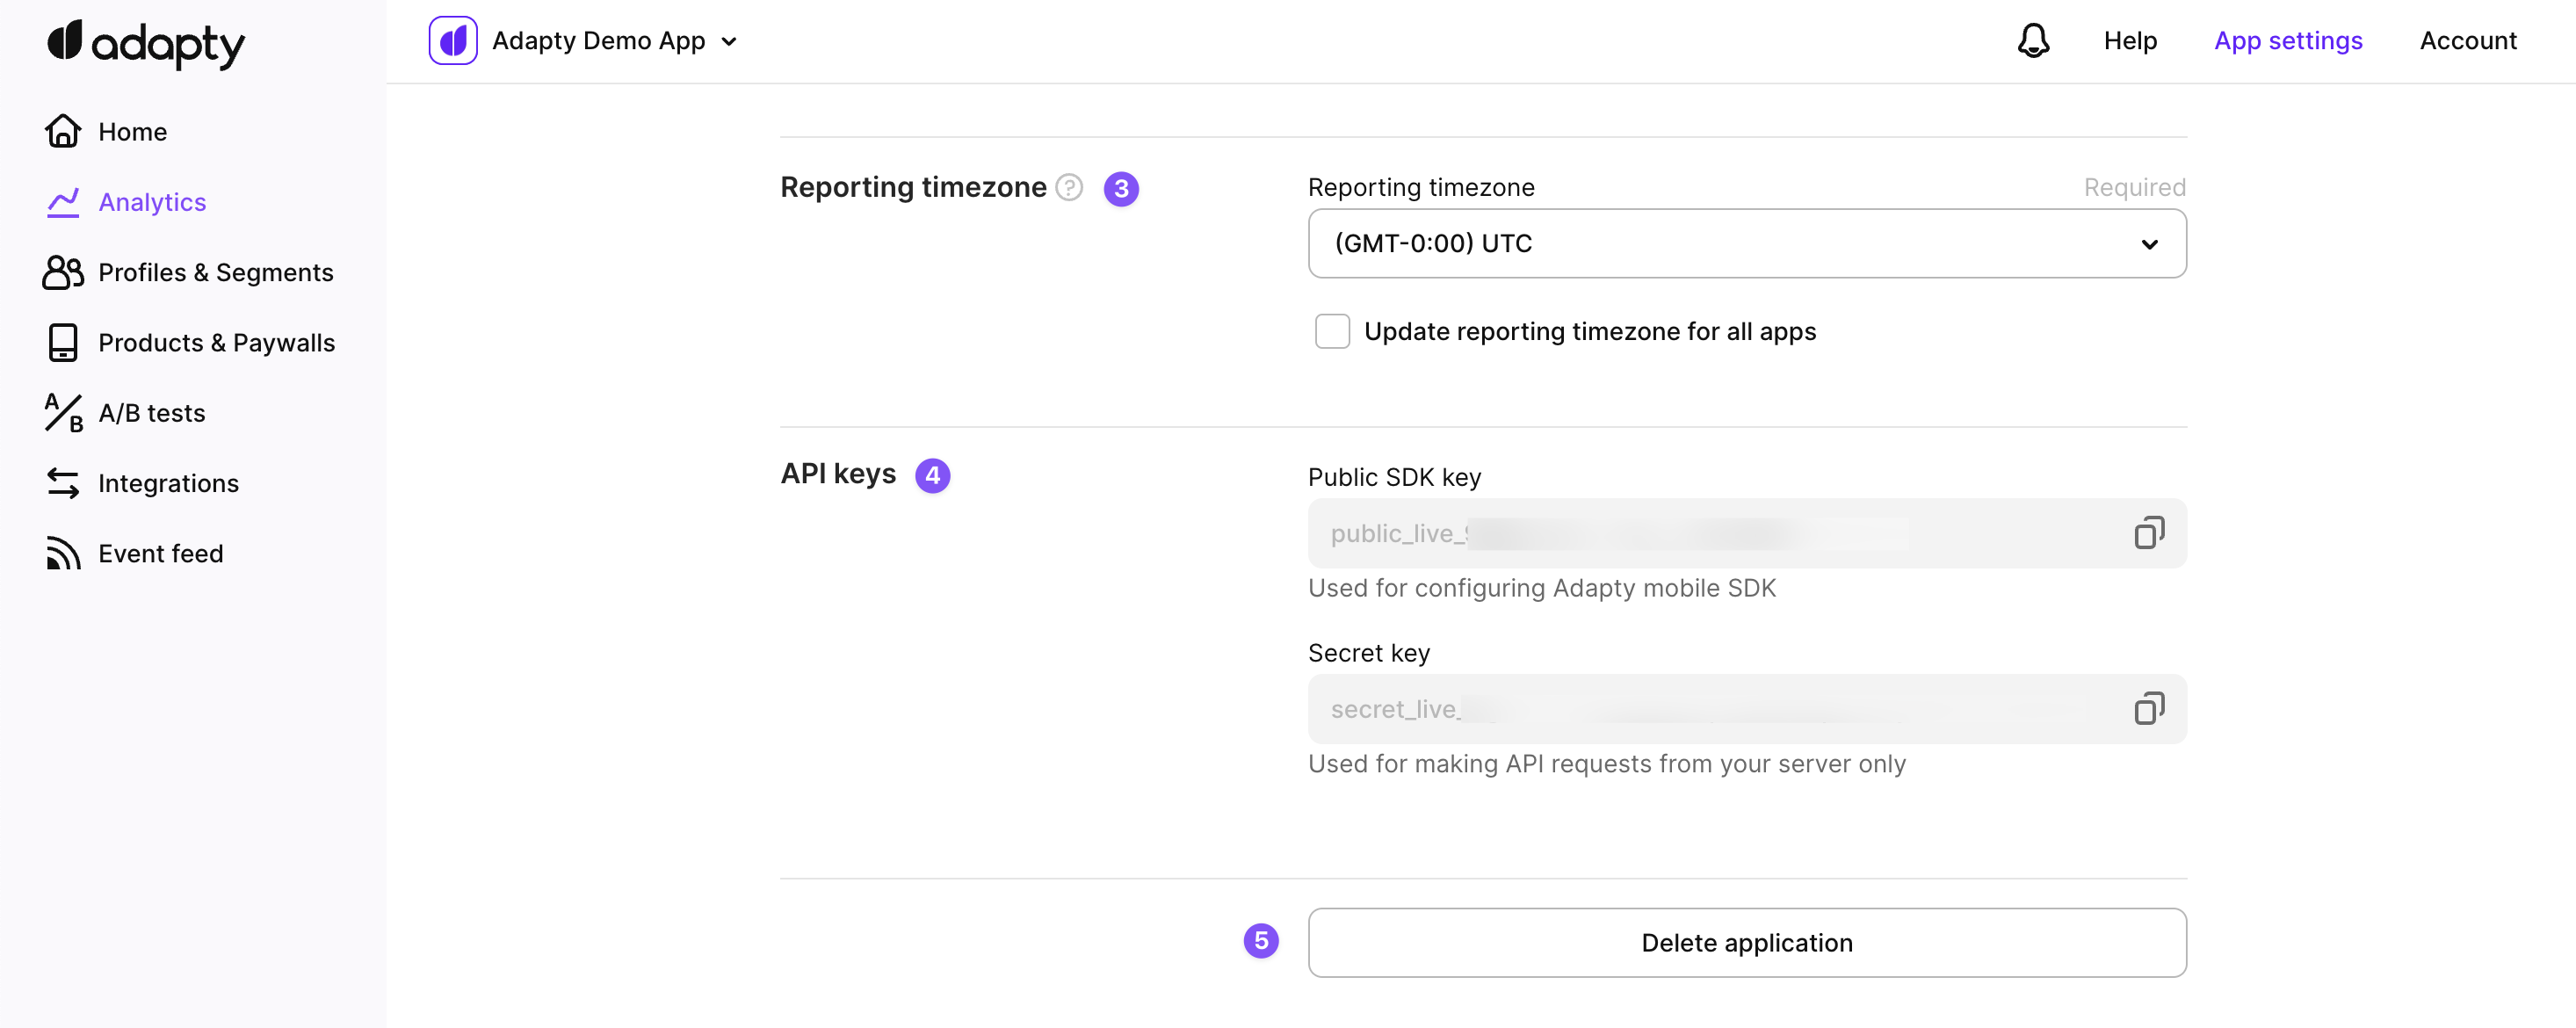 adapty
Adapty Demo App
Help
App settings
Account
Home
Analytics
Profiles & Segments
Products & Paywalls
A/B tests
Integrations
Event feed
Reporting timezone ? 3
Reporting timezone
Required
(GMT-0:00) UTC
Update reporting timezone for all apps
API keys 4
Public SDK key
public_live_
Used for configuring Adapty mobile SDK
Secret key
secret_live_
Used for making API requests from your server only
5
Delete application